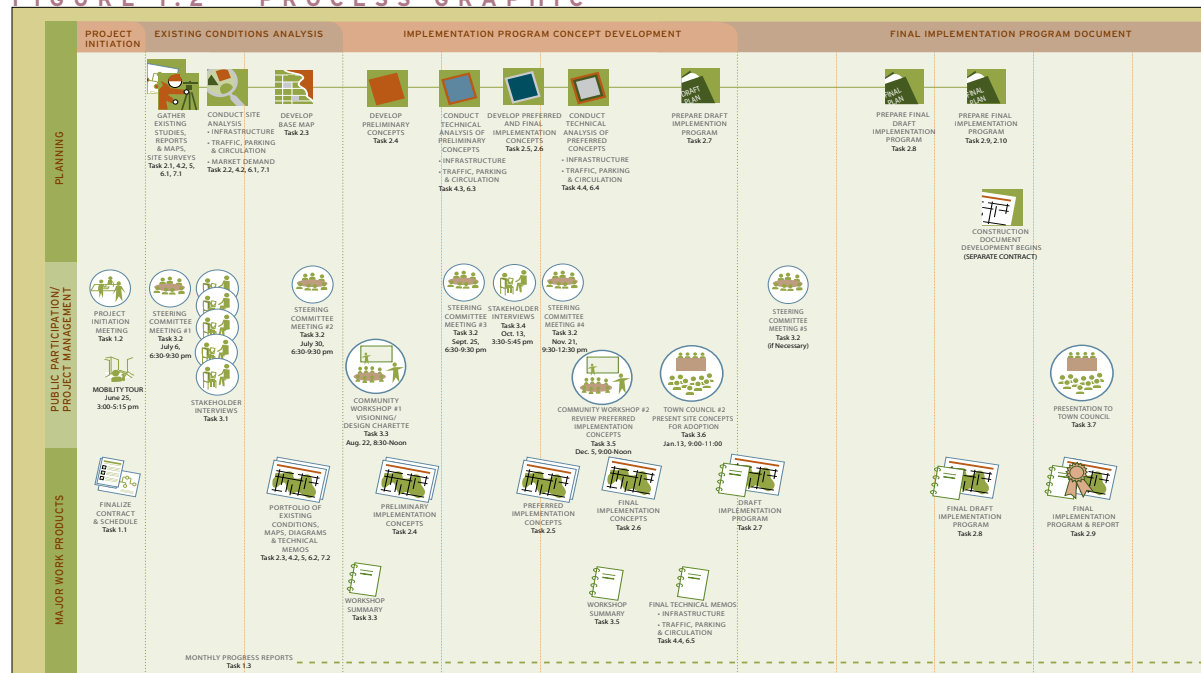 FIGURE 1.2 PROCESS GRAPHIC
PROJECT
INITIATION
EXISTING CONDITIONS ANALYSIS
IMPLEMENTATION PROGRAM CONCEPT DEVELOPMENT
FINAL IMPLEMENTATION PROGRAM DOCUMENT
PLANNING
GATHER
EXISTING
STUDIES,
REPORTS
& MAPS,
SITE SURVEYS
Task 2.1, 4.2, 5,
6.1, 7.1
CONDUCT SITE
ANALYSIS
• INFRASTRUCTURE
• TRAFFIC, PARKING
& CIRCULATION
• MARKET DEMAND
Task 2.2, 4.2, 6.1, 7.1
DEVELOP
BASE MAP
Task 2.3
DEVELOP
PRELIMINARY
CONCEPTS
Task 2.4
CONDUCT
TECHNICAL
ANALYSIS OF
PRELIMINARY
CONCEPTS
• INFRASTRUCTURE
• TRAFFIC, PARKING
& CIRCULATION
Task 4.3, 6.3
DEVELOP PREFERRED
AND FINAL
IMPLEMENTATION
CONCEPTS
Task 2.5, 2.6
CONDUCT
TECHNICAL
ANALYSIS OF
PREFERRED
CONCEPTS
• INFRASTRUCTURE
• TRAFFIC, PARKING
& CIRCULATION
Task 4.4, 6.4
DRAFT
PLAN
PREPARE DRAFT
IMPLEMENTION
PROGRAM
Task 2.7
FINAL
PLAN
PREPARE FINAL
DRAFT
IMPLEMENTATION
PROGRAM
Task 2.8
FINAL
PLAN
PREPARE FINAL
IMPLEMENTATION
PROGRAM
Task 2.9, 2.10
CONSTRUCTION
DOCUMENT
DEVELOPMENT BEGINS
(SEPARATE CONTRACT)
PUBLIC PARTICIPATION/
PROJECT MANAGEMENT
PROJECT
INITIATION
MEETING
Task 1.2
MOBILITY TOUR
June 25,
3:00-5:15 pm
STEERING
COMMITTEE
MEETING #1
Task 3.2
July 6,
6:30-9:30 pm
STAKEHOLDER
INTERVIEWS
Task 3.1
STEERING
COMMITTEE
MEETING #2
Task 3.2
July 30,
6:30-9:30 pm
COMMUNITY
WORKSHOP #1
VISIONING/
DESIGN CHARETTE
Task 3.3
Aug. 22, 8:30-Noon
STEERING
COMMITTEE
MEETING #3
Task 3.2
Sept. 25,
6:30-9:30 pm
STAKEHOLDER
INTERVIEWS
Task 3.4
Oct. 13,
3:30-5:45 pm
STEERING
COMMITTEE
MEETING #4
Task 3.2
Nov. 21,
9:30-12:30 pm
COMMUNITY WORKSHOP #2
REVIEW PREFERRED
IMPLEMENTATION
CONCEPTS
Task 3.5
Dec. 5, 9:00-Noon
TOWN COUNCIL #2
PRESENT SITE CONCEPTS
FOR ADOPTION
Task 3.6
Jan.13, 9:00-11:00
STEERING
COMMITTEE
MEETING #5
Task 3.2
(if Necessary)
PRESENTATION TO
TOWN COUNCIL
Task 3.7
MAJOR WORK PRODUCTS
FINALIZE
CONTRACT
& SCHEDULE
Task 1.1
PORTFOLIO OF
EXISTING
CONDITIONS,
MAPS, DIAGRAMS
& TECHNICAL
MEMOS
Task 2.3, 4.2, 5, 6.2, 7.2
PRELIMINARY
IMPLEMENTATION
CONCEPTS
Task 2.4
PREFERRED
IMPLEMENTATION
CONCEPTS
Task 2.5
FINAL
IMPLEMENTATION
CONCEPTS
Task 2.6
DRAFT
IMPLEMENTATION
PROGRAM
Task 2.7
FINAL DRAFT
IMPLEMENTATION
PROGRAM
Task 2.8
FINAL
IMPLEMENTATION
PROGRAM & REPORT
Task 2.9
WORKSHOP
SUMMARY
Task 3.3
WORKSHOP
SUMMARY
Task 3.5
FINAL TECHNICAL MEMOS
• INFRASTRUCTURE
• TRAFFIC, PARKING
& CIRCULATION
Task 4.4, 6.5
MONTHLY PROGRESS REPORTS
Task 1.3